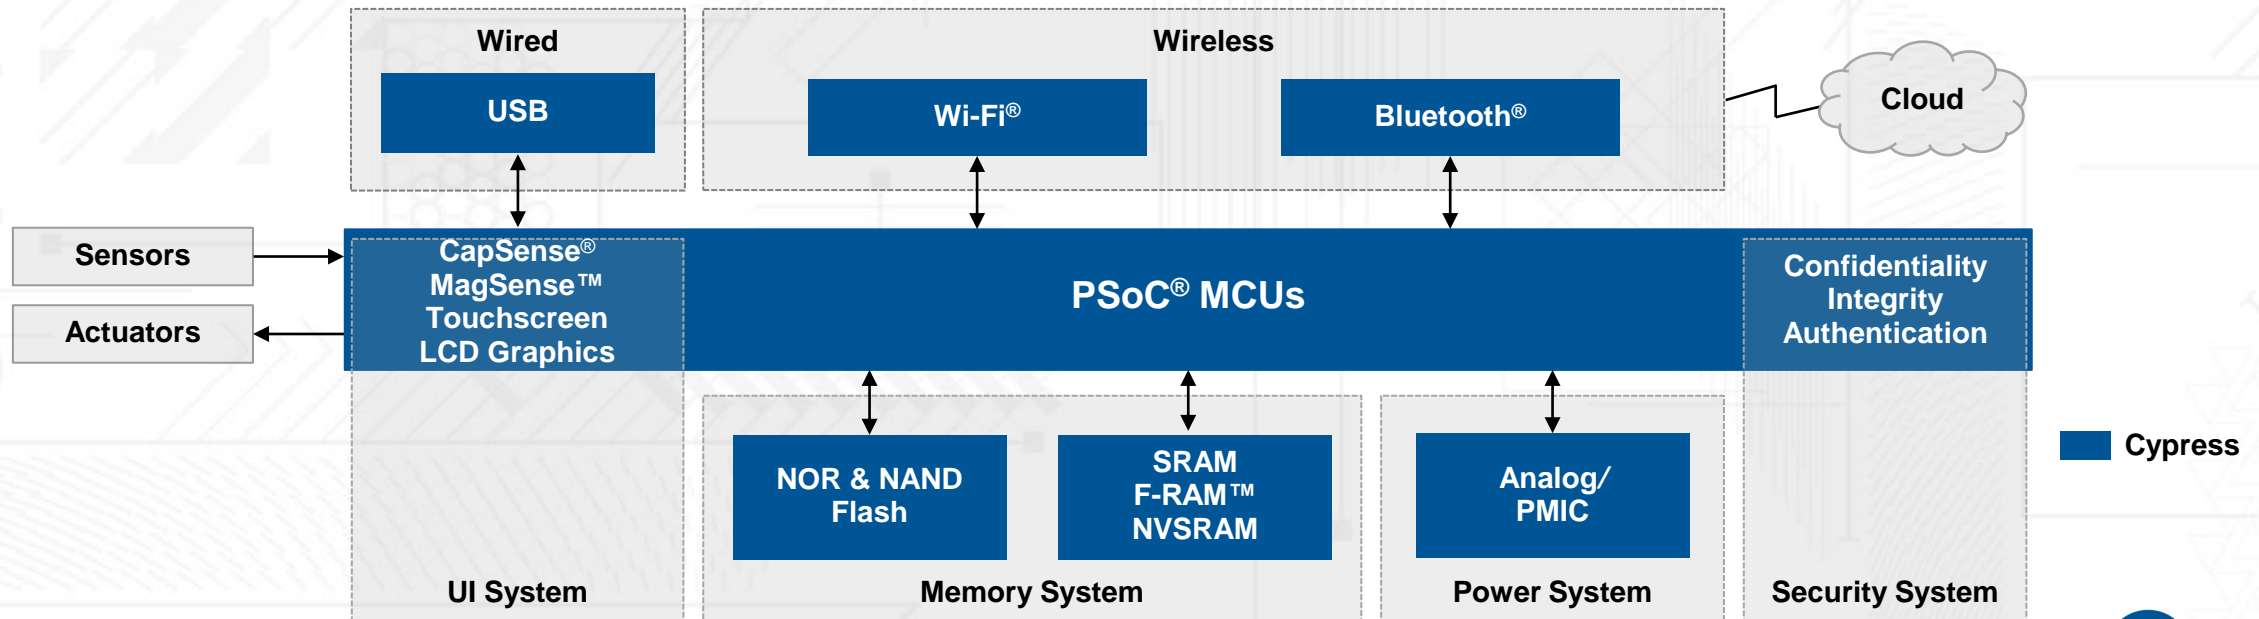 Wired
Wireless
USB
Wi-Fi®
Bluetooth®
Cloud
Sensors
Actuators
CapSense®
MagSense™
Touchscreen
LCD Graphics
PSoC® MCUs
Confidentiality
Integrity
Authentication
NOR & NAND
Flash
SRAM
F-RAM™
NVSRAM
Analog/
PMIC
Cypress
UI System
Memory System
Power System
Security System